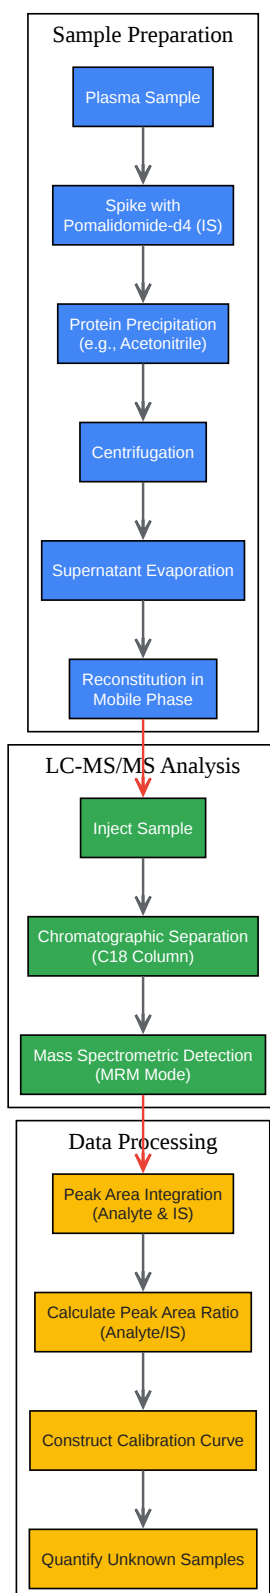 Sample Preparation
Plasma Sample
Spike with
Pomalidomide-d4 (IS)
Protein Precipitation
(e.g., Acetonitrile)
Centrifugation
Supernatant Evaporation
Reconstitution in
Mobile Phase
LC-MS/MS Analysis
Inject Sample
Chromatographic Separation
(C18 Column)
Mass Spectrometric Detection
(MRM Mode)
Data Processing
Peak Area Integration
(Analyte & IS)
Calculate Peak Area Ratio
(Analyte/IS)
Construct Calibration Curve
Quantify Unknown Samples